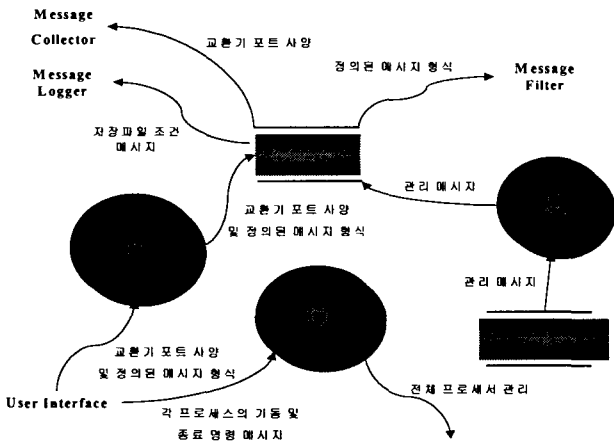 Message
Collector
교환기 포트 사양
정의된 메시지 형식
Message
Filter
Message
Logger
저장파일 조건
메시지
관리 메시지
교환기 포트 사양
및 정의된 메시지 형식
관리 메시지
교환기 포트 사양
및 정의된 메시지 형식
전체 프로세서 관리
User Interface
각 프로세스의 기동 및
종료 명령 메시지